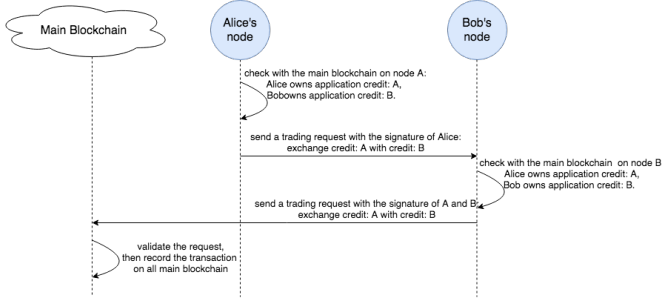 Main Blockchain
Alice's
node
Bob's
node
check with the main blockchain on node A:
Alice owns application credit: A,
Bobowns application credit: B.
send a trading request with the signature of Alice:
exchange credit: A with credit: B
check with the main blockchain on node B
Alice owns application credit: A,
Bob owns application credit: B.
send a trading request with the signature of A and B
exchange credit: A with credit: B
validate the request,
then record the transaction
on all main blockchain